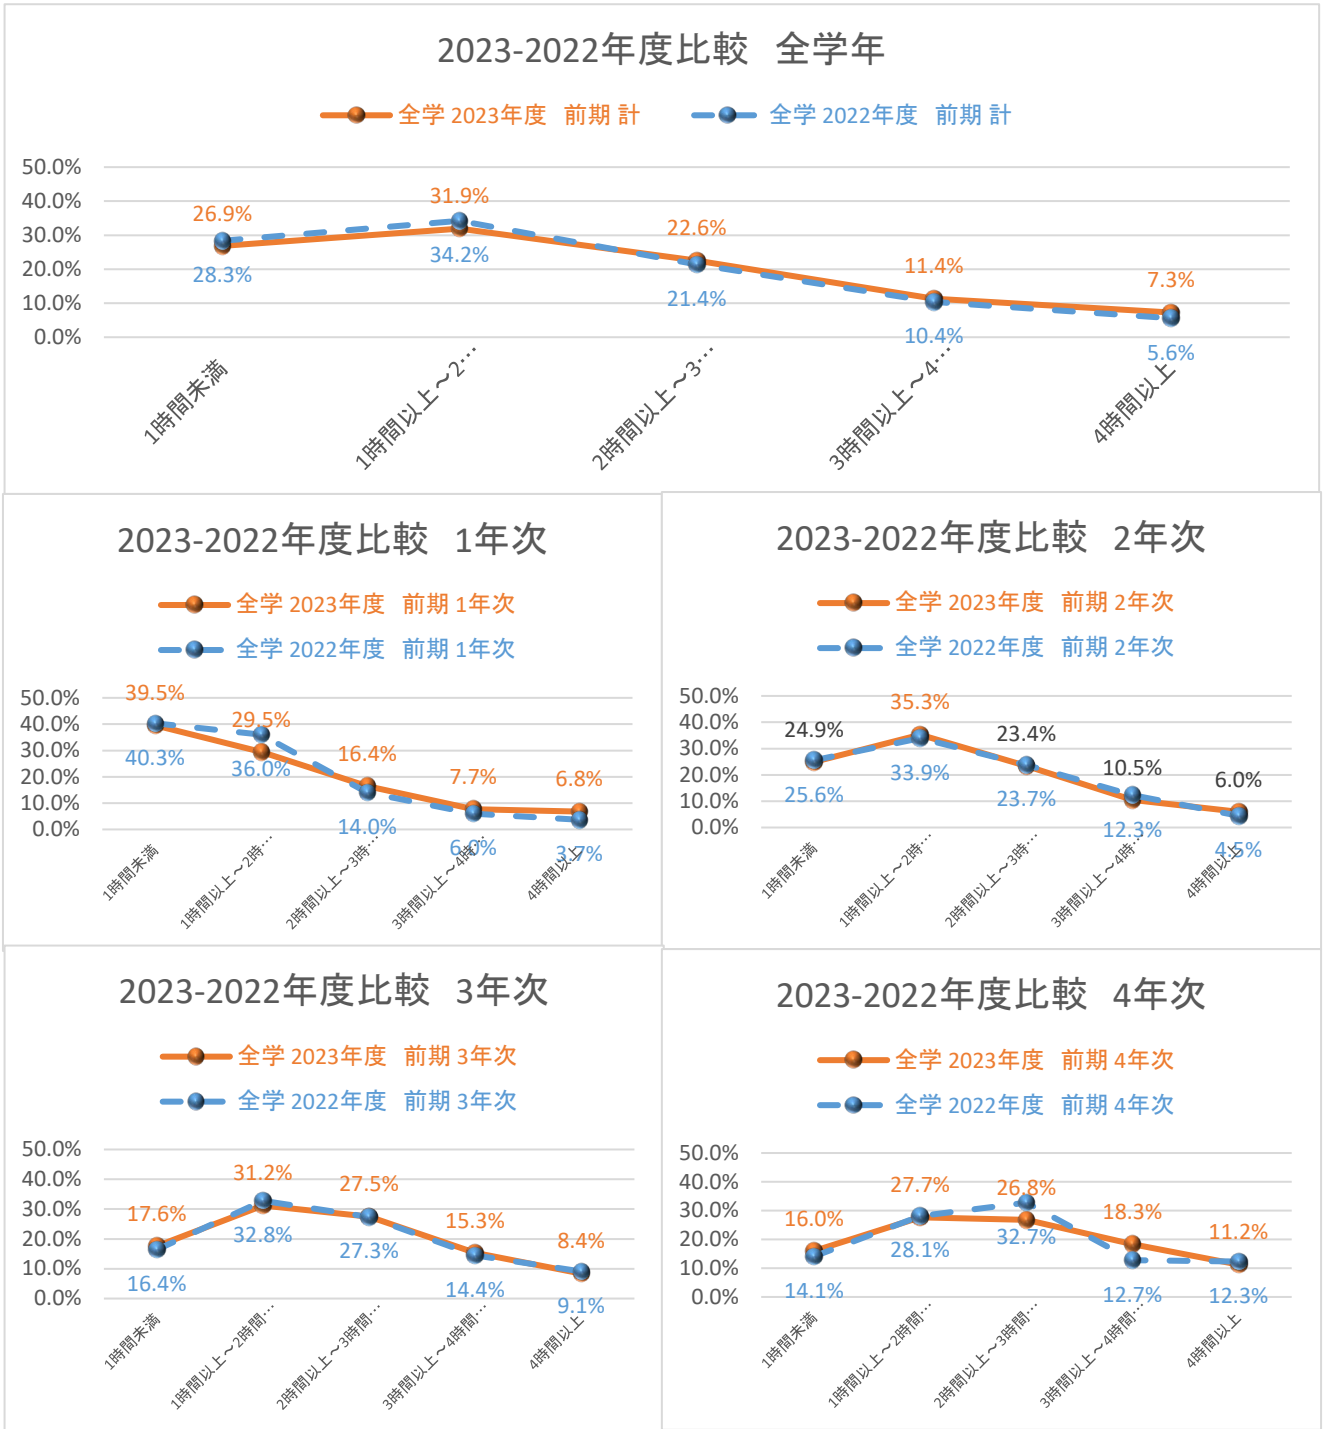 2023-2022年度比較 全学年
全学 2023年度 前期 計
全学 2022年度 前期 計
50.0%
40.0%
30.0%
20.0%
10.0%
0.0%
26.9%
31.9%
22.6%
11.4%
7.3%
28.3%
34.2%
21.4%
10.4%
5.6%
1時間未満
1時間以上～2…
2時間以上～3…
3時間以上～4…
4時間以上
2023-2022年度比較 1年次
全学 2023年度 前期 1年次
全学 2022年度 前期 1年次
50.0%
40.0%
30.0%
20.0%
10.0%
0.0%
39.5%
29.5%
16.4%
7.7%
6.8%
40.3%
36.0%
14.0%
6.0%
3.7%
1時間未満
1時間以上～2時…
2時間以上～3時…
3時間以上～4時…
4時間以上
2023-2022年度比較 2年次
全学 2023年度 前期 2年次
全学 2022年度 前期 2年次
50.0%
40.0%
30.0%
20.0%
10.0%
0.0%
24.9%
35.3%
23.4%
10.5%
6.0%
25.6%
33.9%
23.7%
12.3%
4.5%
1時間未満
1時間以上～2時…
2時間以上～3時…
3時間以上～4時…
4時間以上
2023-2022年度比較 3年次
全学 2023年度 前期 3年次
全学 2022年度 前期 3年次
50.0%
40.0%
30.0%
20.0%
10.0%
0.0%
17.6%
31.2%
27.5%
15.3%
8.4%
16.4%
32.8%
27.3%
14.4%
9.1%
1時間未満
1時間以上～2時間…
2時間以上～3時間…
3時間以上～4時間…
4時間以上
2023-2022年度比較 4年次
全学 2023年度 前期 4年次
全学 2022年度 前期 4年次
50.0%
40.0%
30.0%
20.0%
10.0%
0.0%
16.0%
27.7%
26.8%
18.3%
11.2%
14.1%
28.1%
32.7%
12.7%
12.3%
1時間未満
1時間以上～2時間…
2時間以上～3時間…
3時間以上～4時間…
4時間以上